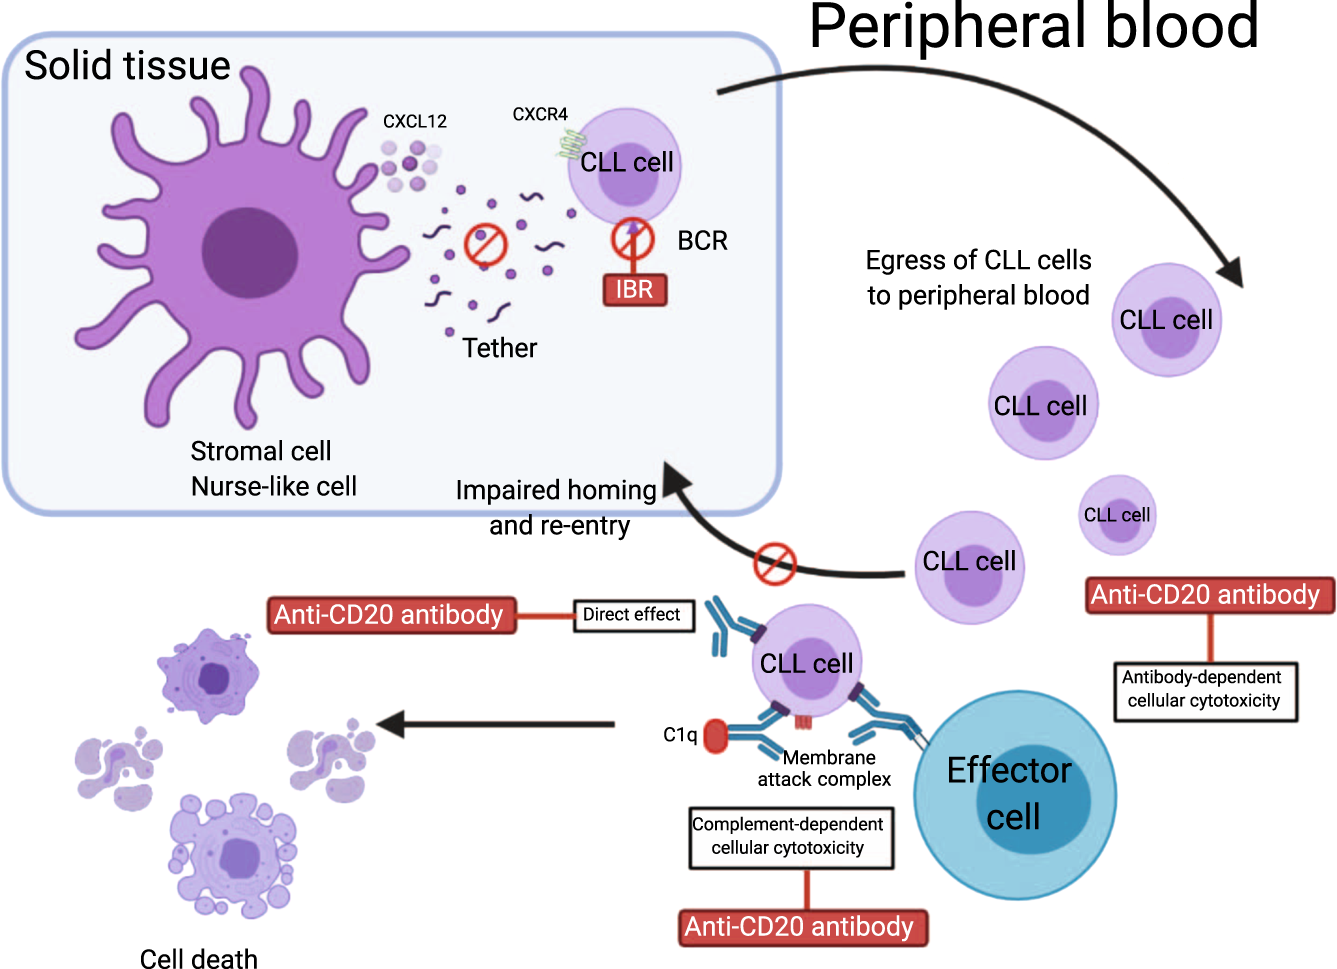 Peripheral blood
Solid tissue
CXCL12
CXCR4
CLL cell
BCR
IBR
Tether
Stromal cell
Nurse-like cell
Egress of CLL cells
to peripheral blood
CLL cell
CLL cell
CLL cell
CLL cell
Impaired homing
and re-entry
Anti-CD20 antibody
Direct effect
CLL cell
Anti-CD20 antibody
Antibody-dependent
cellular cytotoxicity
C1q
Membrane
attack complex
Effector
cell
Complement-dependent
cellular cytotoxicity
Anti-CD20 antibody
Cell death